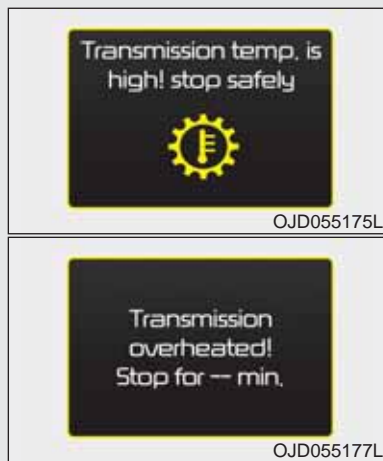 Transmission temp. is
high! stop safely
OJD055175L
Transmission
overheated!
Stop for -- min.
OJD055177L